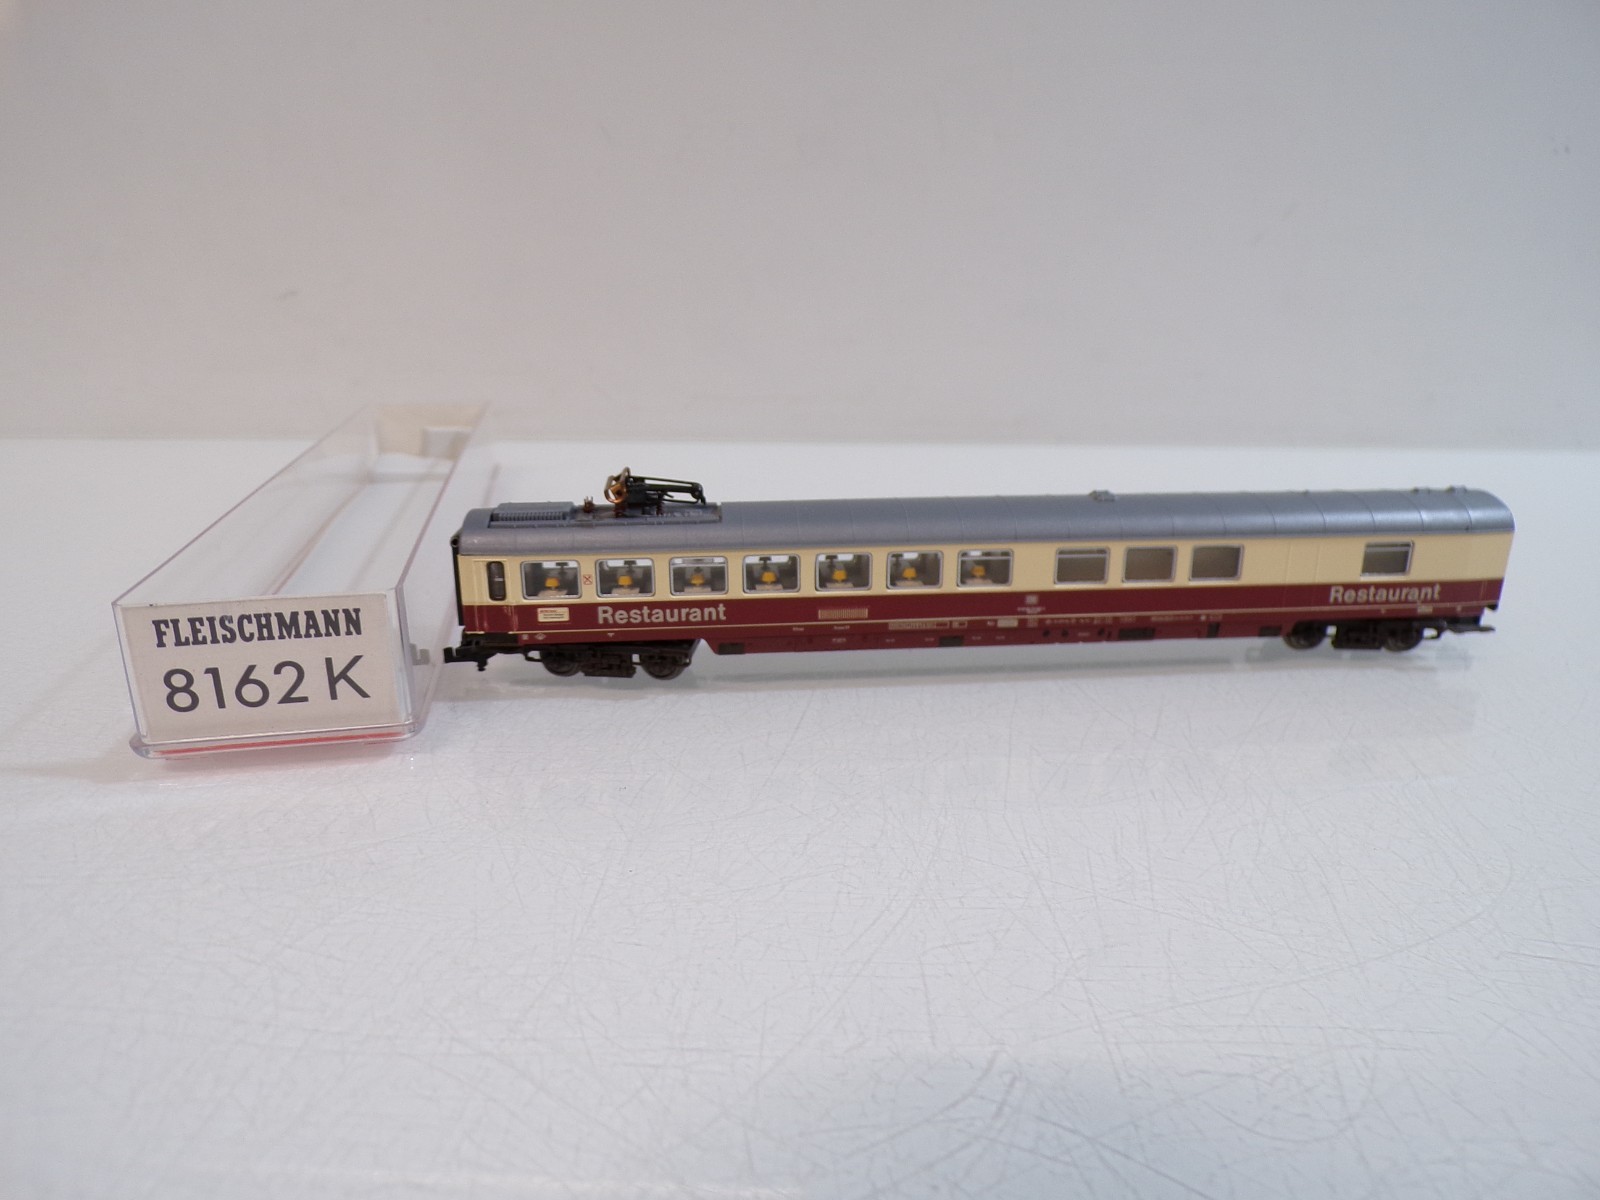 FLEISCHMANN
8162 K
Restaurant
Restaurant